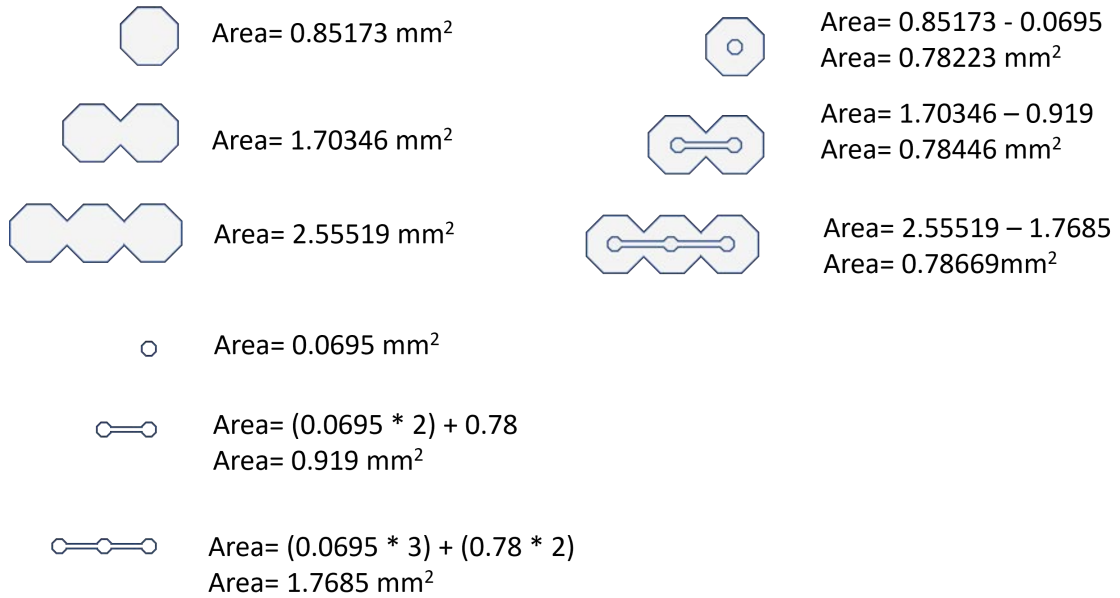 Area= 0.85173 mm²
Area= 1.70346 mm²
Area= 2.55519 mm²
Area= 0.0695 mm²
Area= (0.0695 * 2) + 0.78
Area= 0.919 mm²
Area= (0.0695 * 3) + (0.78 * 2)
Area= 1.7685 mm²
Area= 0.85173 - 0.0695
Area= 0.78223 mm²
Area= 1.70346 – 0.919
Area= 0.78446 mm²
Area= 2.55519 – 1.7685
Area= 0.78669mm²